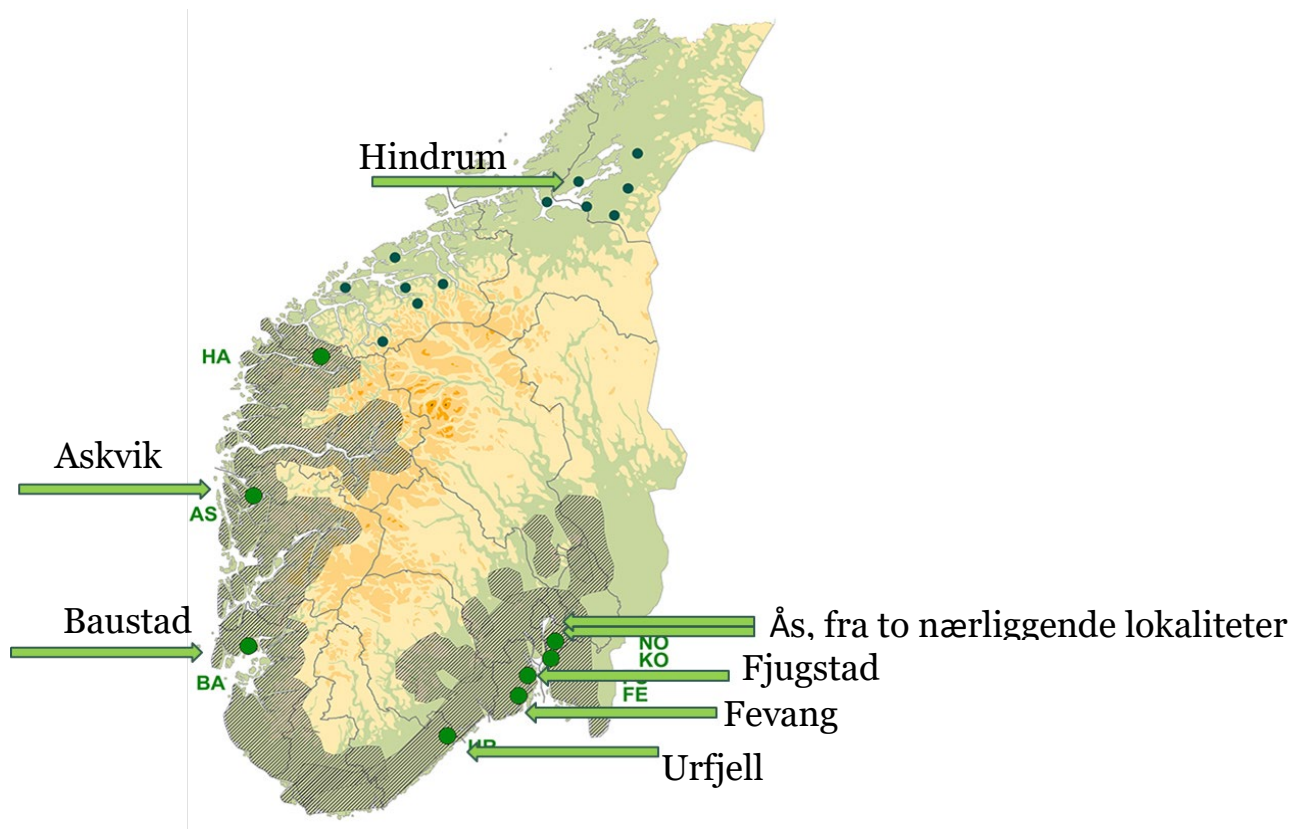 Hindrum
HA
Askvik
AS
Baustad
BA
Ås, fra to nærliggende lokaliteter
NO
KO
Fjugstad
FE
Fevang
Urfjell